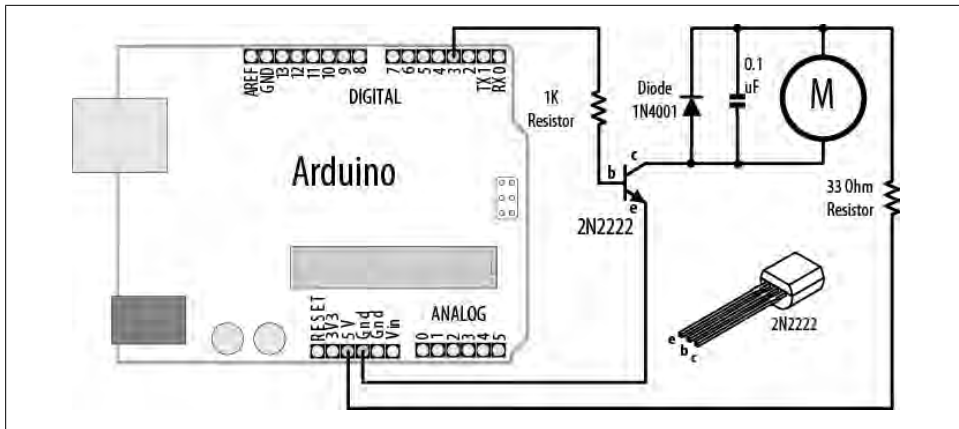 AREF
GND
13
12
11
10
9
8
7
6
5
4
3
2
TX 1
RX 0
DIGITAL
Arduino
1K
Resistor
Diode
1N4001
0.1
uF
M
b
c
e
2N2222
33 Ohm
Resistor
2N2222
e
b
c
RESET
3V3
5V
Gnd
Gnd
Vin
ANALOG
0
1
2
3
4
5